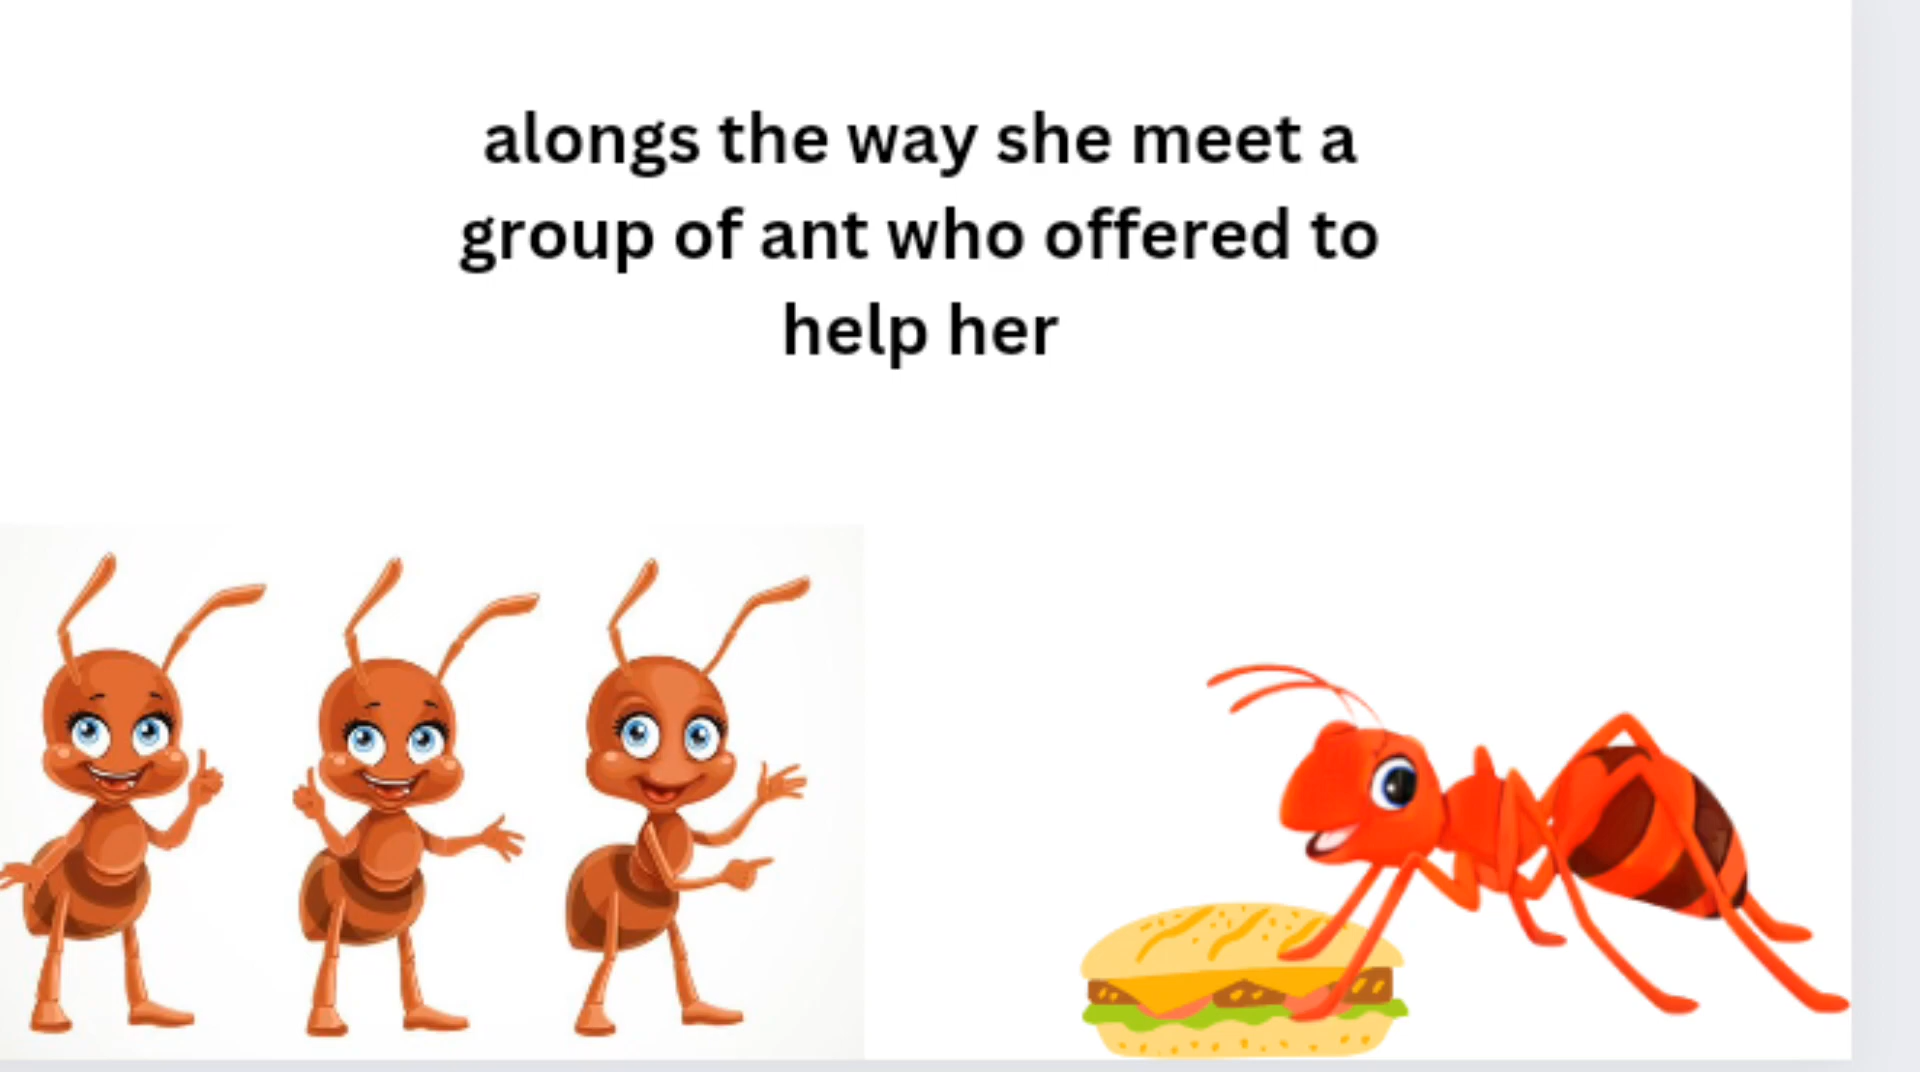 alongs the way she meet a
group of ant who offered to
help her